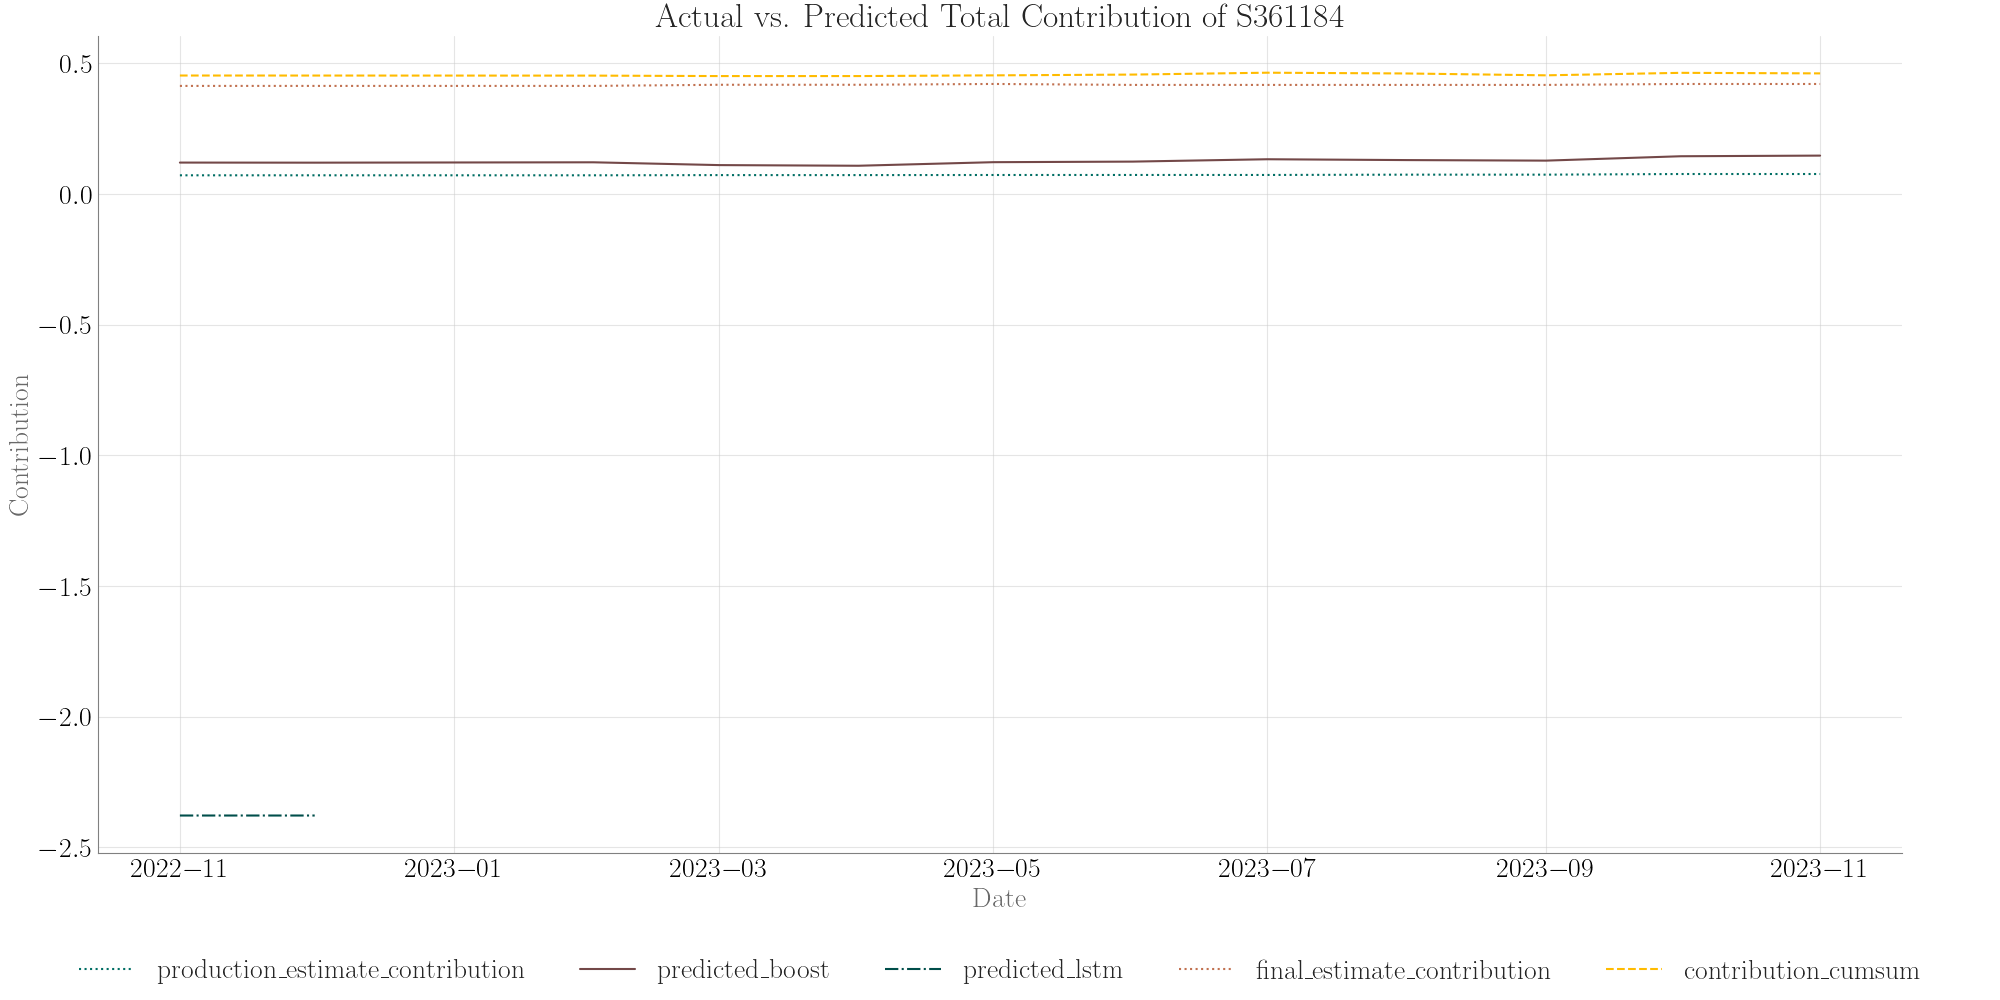 Actual vs. Predicted Total Contribution of S361184
0.5
0.0
−0.5
−1.0
−1.5
−2.0
−2.5
Contribution
2022−11 2023−01 2023−03 2023−05 2023−07 2023−09 2023−11
Date
production_estimate_contribution predicted_boost predicted_lstm final_estimate_contribution contribution_cumsum